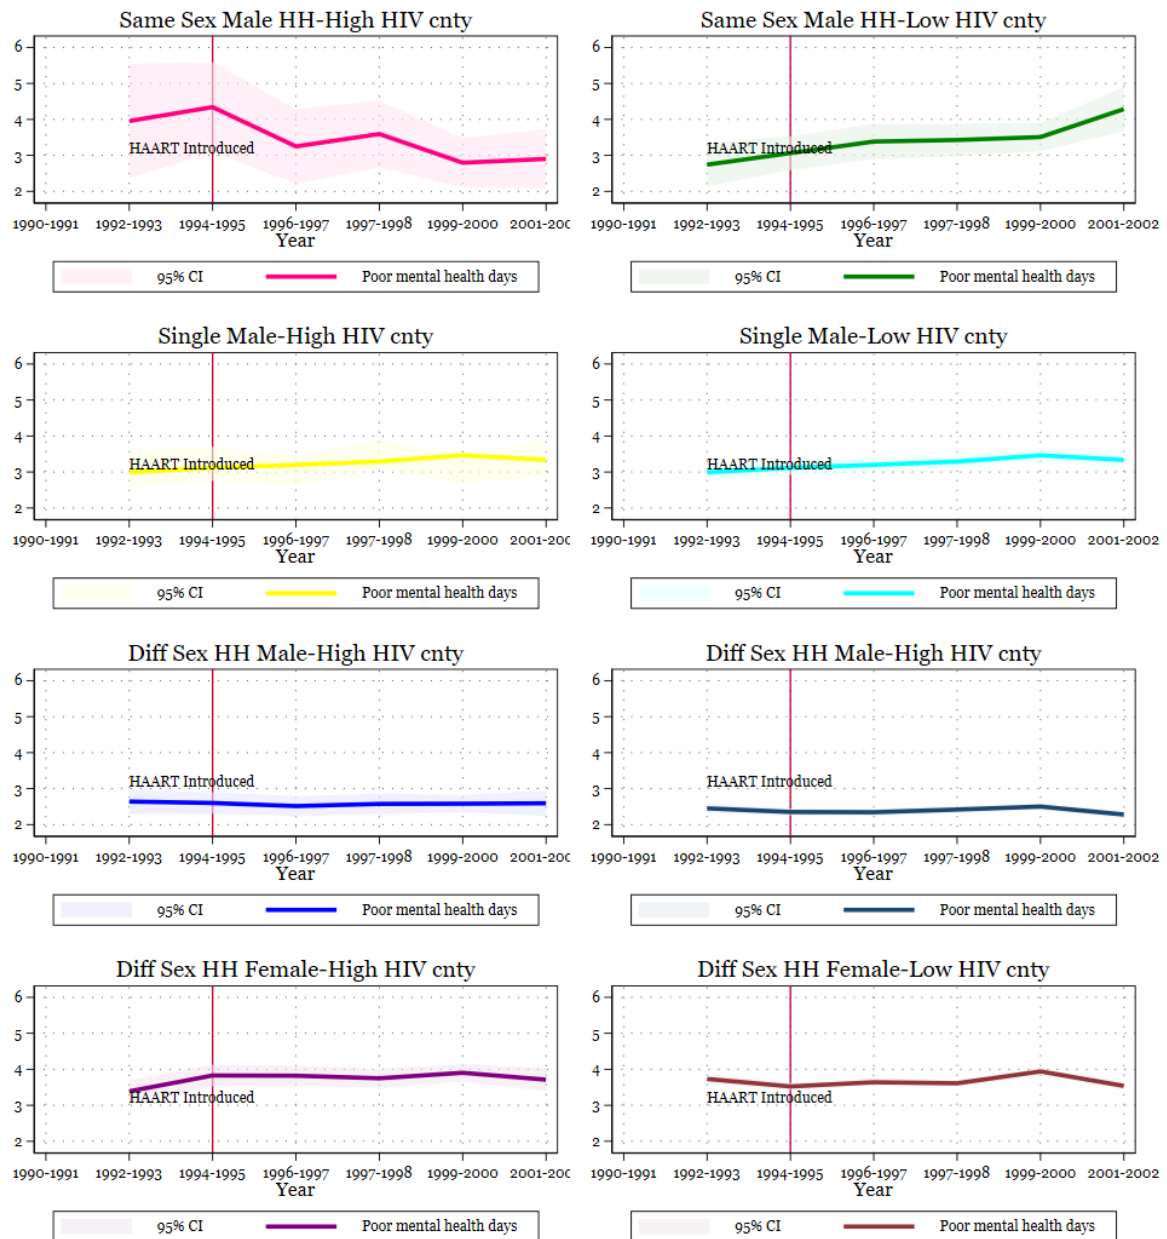 Same Sex Male HH-High HIV cnty
6
5
4
3
2
HAART Introduced
1990-1991 1992-1993 1994-1995 1996-1997 1997-1998 1999-2000 2001-200
Year
95% CI Poor mental health days
Same Sex Male HH-Low HIV cnty
6
5
4
3
2
HAART Introduced
1990-1991 1992-1993 1994-1995 1996-1997 1997-1998 1999-2000 2001-2002
Year
95% CI Poor mental health days
Single Male-High HIV cnty
6
5
4
3
2
HAART Introduced
1990-1991 1992-1993 1994-1995 1996-1997 1997-1998 1999-2000 2001-200
Year
95% CI Poor mental health days
Single Male-Low HIV cnty
6
5
4
3
2
HAART Introduced
1990-1991 1992-1993 1994-1995 1996-1997 1997-1998 1999-2000 2001-2002
Year
95% CI Poor mental health days
Diff Sex HH Male-High HIV cnty
6
5
4
3
2
HAART Introduced
1990-1991 1992-1993 1994-1995 1996-1997 1997-1998 1999-2000 2001-200
Year
95% CI Poor mental health days
Diff Sex HH Male-High HIV cnty
6
5
4
3
2
HAART Introduced
1990-1991 1992-1993 1994-1995 1996-1997 1997-1998 1999-2000 2001-2002
Year
95% CI Poor mental health days
Diff Sex HH Female-High HIV cnty
6
5
4
3
2
HAART Introduced
1990-1991 1992-1993 1994-1995 1996-1997 1997-1998 1999-2000 2001-200
Year
95% CI Poor mental health days
Diff Sex HH Female-Low HIV cnty
6
5
4
3
2
HAART Introduced
1990-1991 1992-1993 1994-1995 1996-1997 1997-1998 1999-2000 2001-2002
Year
95% CI Poor mental health days